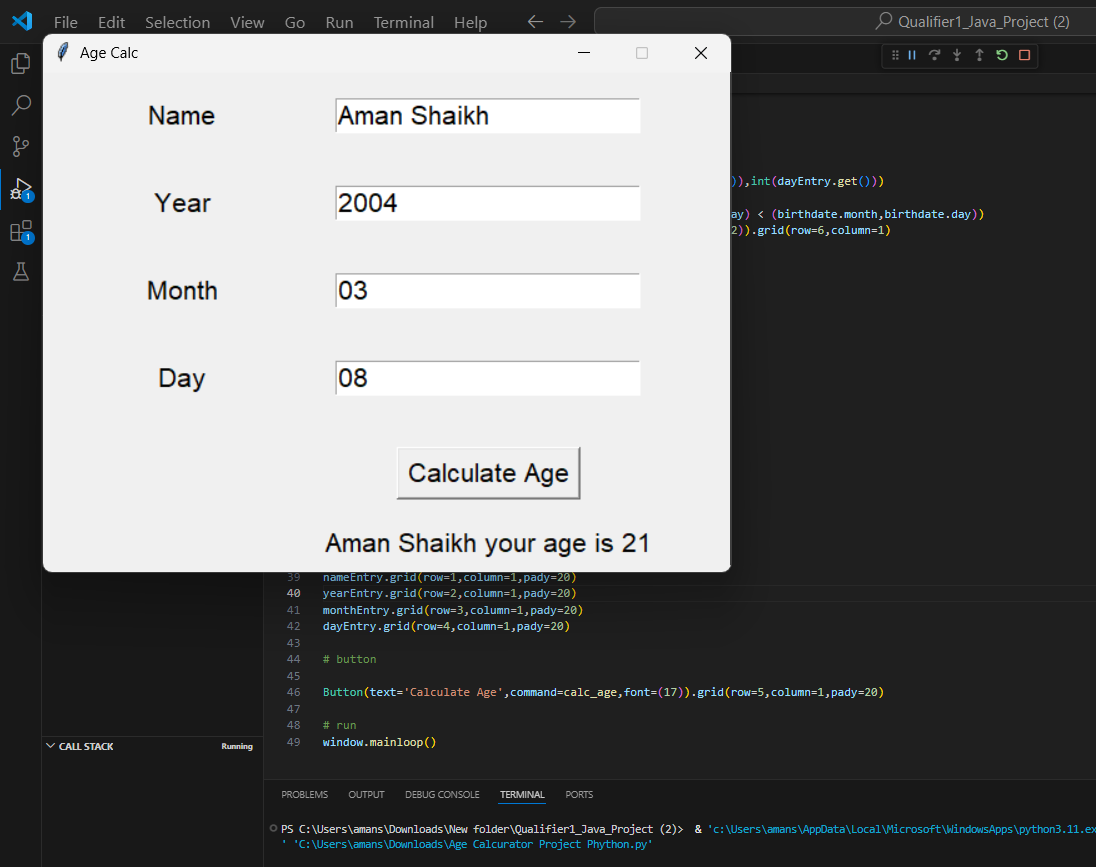 File Edit Selection View Go Run Terminal Help
Qualifier1_Java_Project (2)
Age Calc
Name Aman Shaikh
Year 2004
Month 03
Day 08
Calculate Age
Aman Shaikh your age is 21
)),int(dayEntry.get()))
ay) < (birthdate.month,birthdate.day))
2)).grid(row=6,column=1)
39 nameEntry.grid(row=1,column=1,pady=20)
40 yearEntry.grid(row=2,column=1,pady=20)
41 monthEntry.grid(row=3,column=1,pady=20)
42 dayEntry.grid(row=4,column=1,pady=20)
43
44 # button
45
46 Button(text='Calculate Age',command=calc_age,font=(17)).grid(row=5,column=1,pady=20)
47
48 # run
49 window.mainloop()
1
1
CALL STACK Running
PROBLEMS OUTPUT DEBUG CONSOLE TERMINAL PORTS
PS C:\Users\amans\Downloads\New folder\Qualifier1_Java_Project (2)> & 'c:\Users\amans\AppData\Local\Microsoft\WindowsApps\python3.11.ex
' 'C:\Users\amans\Downloads\Age Calcurator Project Phython.py'